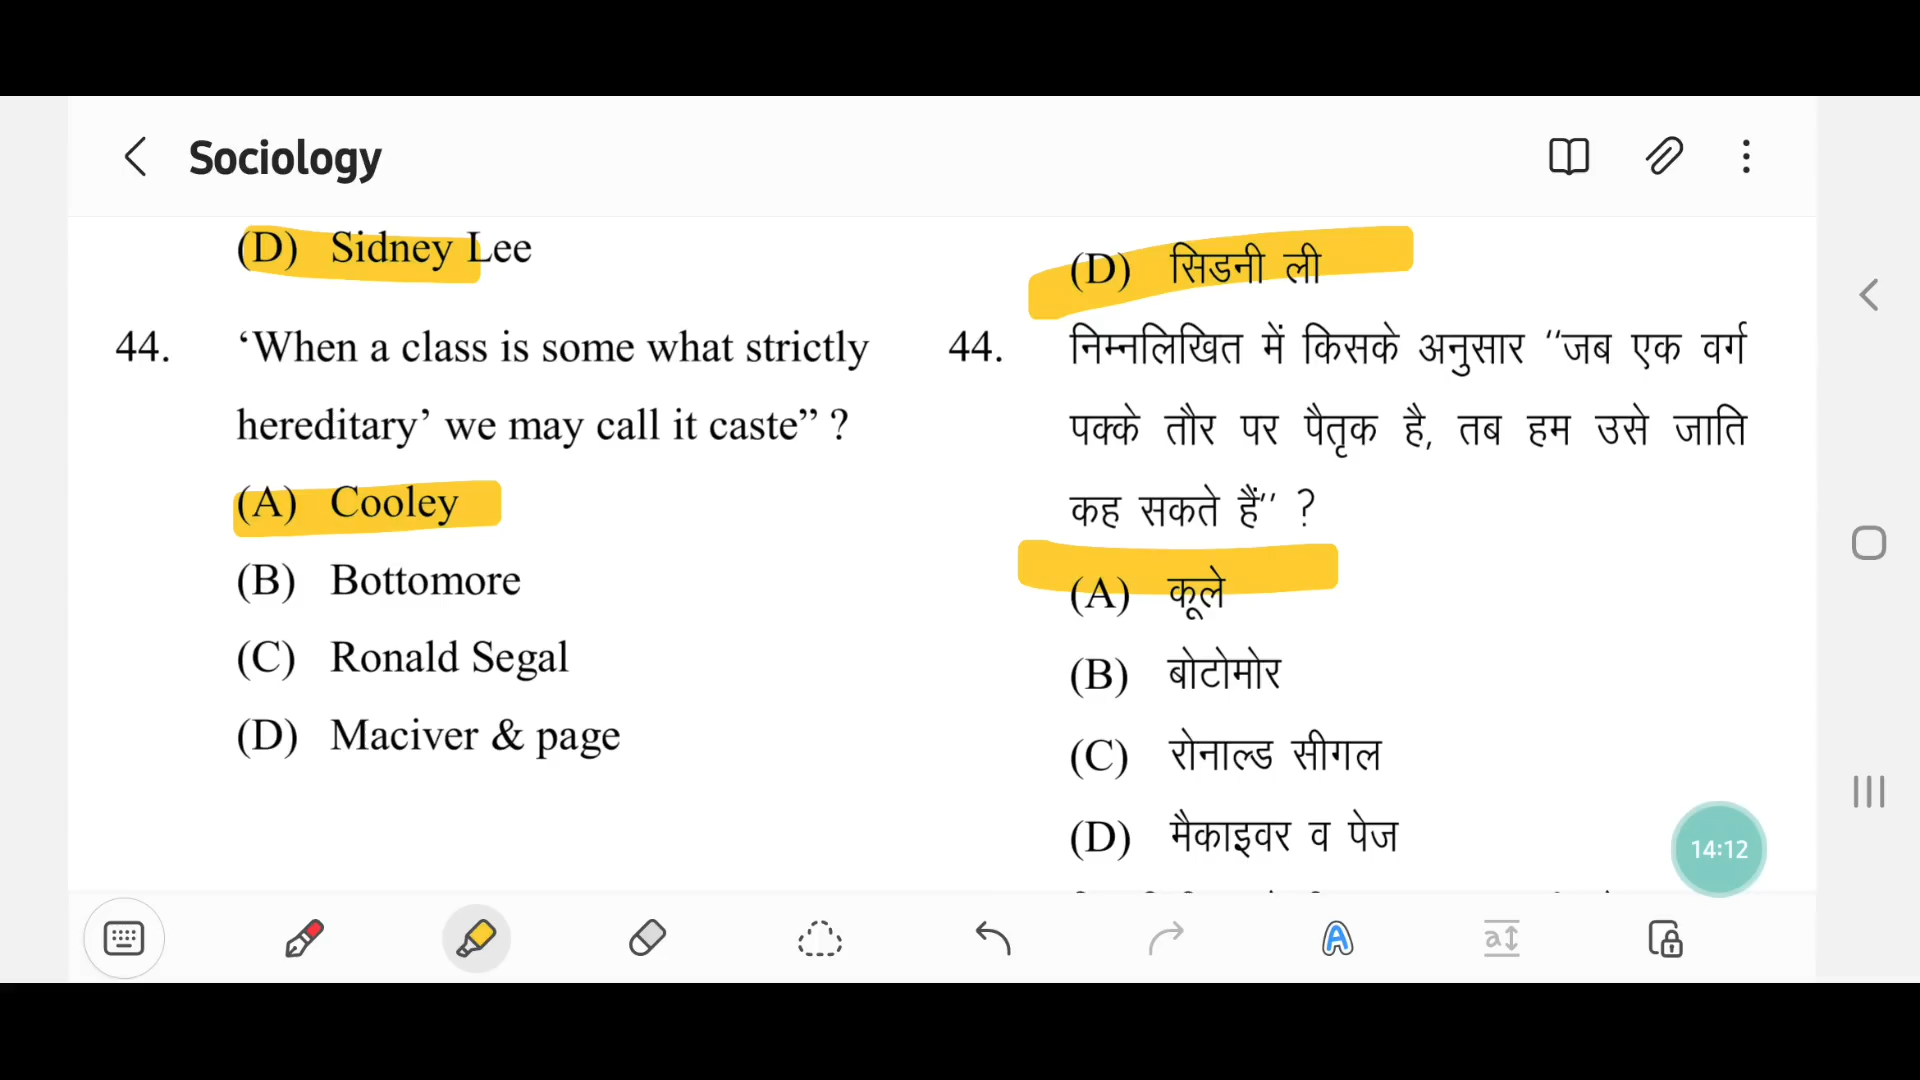 Sociology
(D) Sidney Lee
44. ‘When a class is some what strictly
hereditary’ we may call it caste” ?
(A) Cooley
(B) Bottomore
(C) Ronald Segal
(D) Maciver & page
(D) सिडनी ली
44. निम्नलिखित में किसके अनुसार ‘‘जब एक वर्ग
पक्के तौर पर पैतृक है, तब हम उसे जाति
कह सकते हैं’’ ?
(A) कूले
(B) बोटोमोर
(C) रोनाल्ड सीगल
(D) मैकाइवर व पेज
14:12